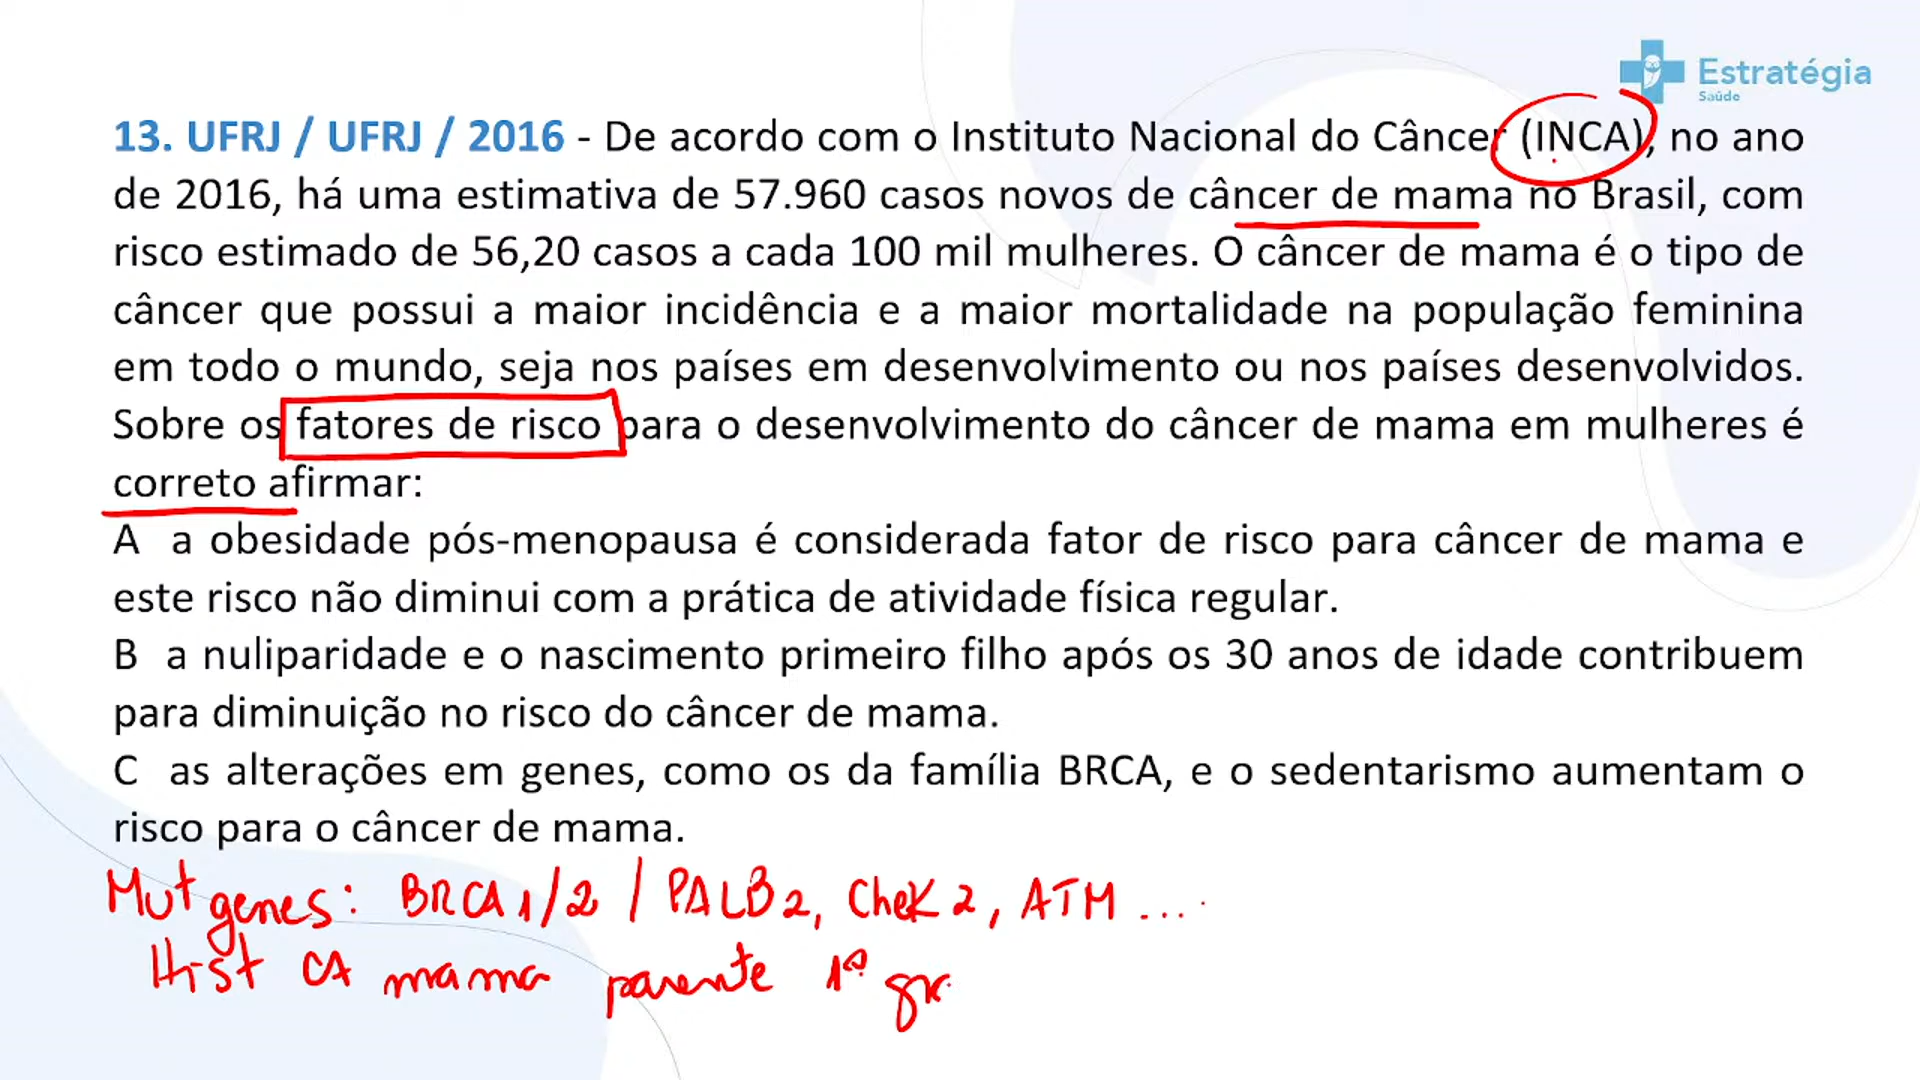 Estratégia
Saúde
13. UFRJ / UFRJ / 2016 - De acordo com o Instituto Nacional do Câncer (INCA), no ano
de 2016, há uma estimativa de 57.960 casos novos de câncer de mama no Brasil, com
risco estimado de 56,20 casos a cada 100 mil mulheres. O câncer de mama é o tipo de
câncer que possui a maior incidência e a maior mortalidade na população feminina
em todo o mundo, seja nos países em desenvolvimento ou nos países desenvolvidos.
Sobre os fatores de risco para o desenvolvimento do câncer de mama em mulheres é
correto afirmar:
A a obesidade pós-menopausa é considerada fator de risco para câncer de mama e
este risco não diminui com a prática de atividade física regular.
B a nuliparidade e o nascimento primeiro filho após os 30 anos de idade contribuem
para diminuição no risco do câncer de mama.
C as alterações em genes, como os da família BRCA, e o sedentarismo aumentam o
risco para o câncer de mama.
Mut genes: BRCA 1/2 / PALB2, Chek2, ATM ....
Hist CA mama parente 1º gr